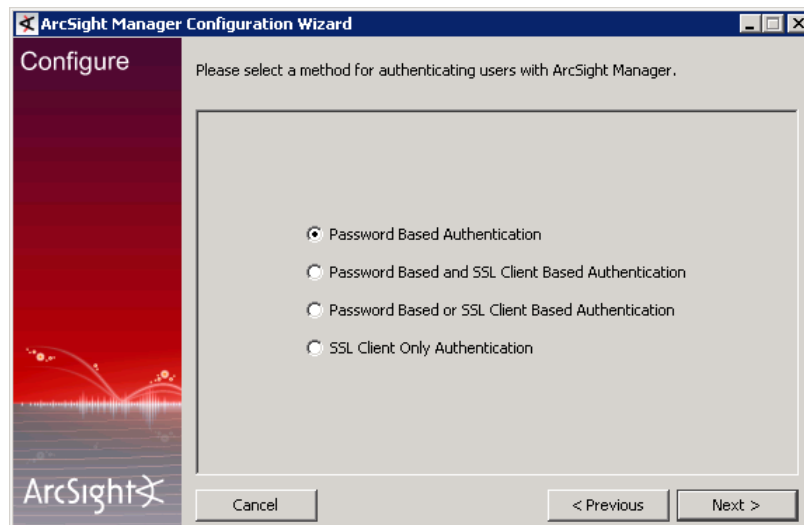 ArcSight Manager Configuration Wizard
Configure
Please select a method for authenticating users with ArcSight Manager.
Password Based Authentication
Password Based and SSL Client Based Authentication
Password Based or SSL Client Based Authentication
SSL Client Only Authentication
ArcSight
Cancel
< Previous
Next >